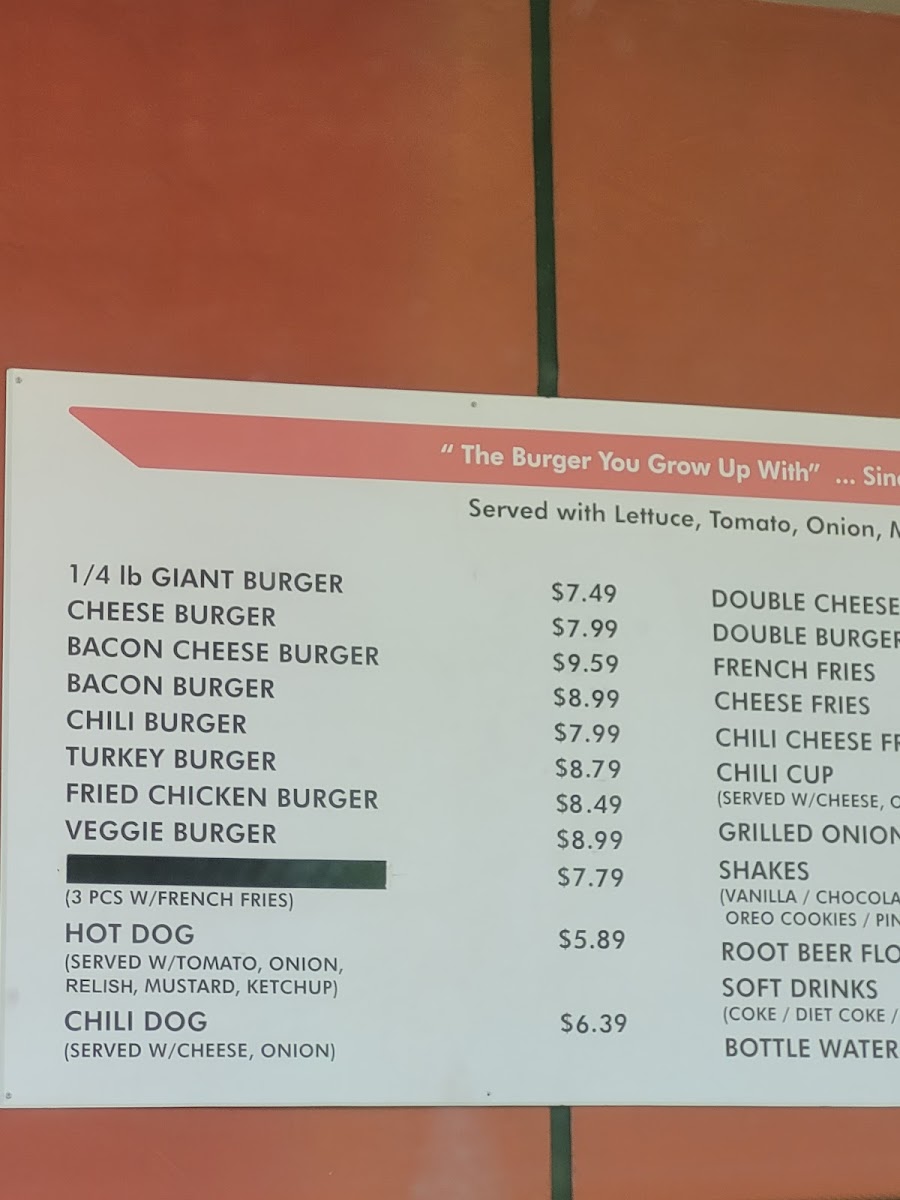 “ The Burger You Grow Up With” ... Sinc
Served with Lettuce, Tomato, Onion,
1/4 lb GIANT BURGER $7.49
CHEESE BURGER $7.99
BACON CHEESE BURGER $9.59
BACON BURGER $8.99
CHILI BURGER $7.99
TURKEY BURGER $8.79
FRIED CHICKEN BURGER $8.49
VEGGIE BURGER $8.99
$7.79
(3 PCS W/FRENCH FRIES)
HOT DOG $5.89
(SERVED W/TOMATO, ONION,
RELISH, MUSTARD, KETCHUP)
CHILI DOG $6.39
(SERVED W/CHEESE, ONION)
DOUBLE CHEESE
DOUBLE BURGER
FRENCH FRIES
CHEESE FRIES
CHILI CHEESE FR
CHILI CUP
(SERVED W/CHEESE, O
GRILLED ONION
SHAKES
(VANILLA / CHOCOLA
OREO COOKIES / PIN
ROOT BEER FLO
SOFT DRINKS
(COKE / DIET COKE /
BOTTLE WATER